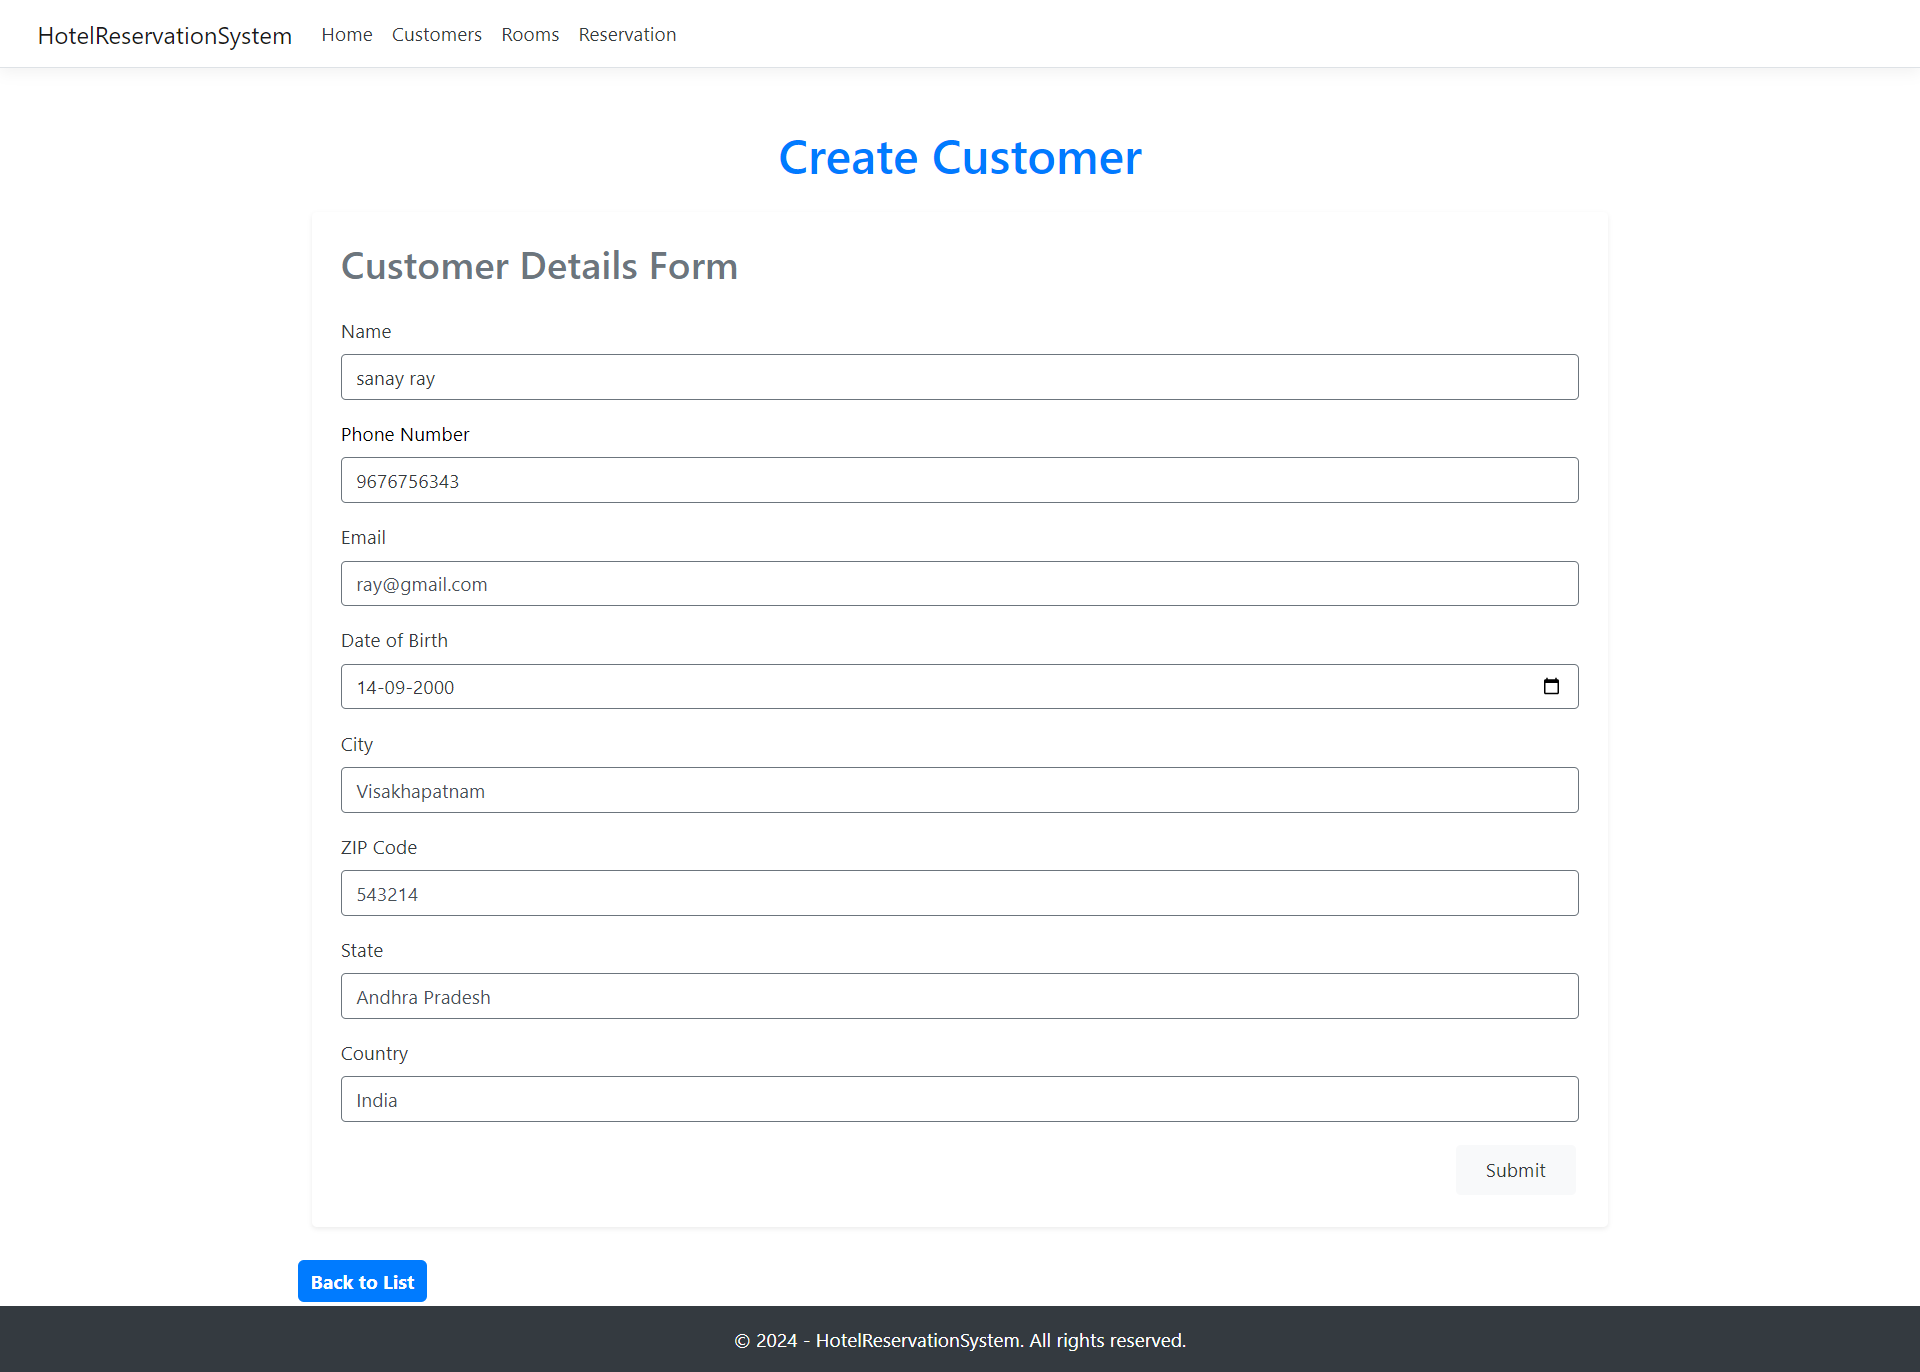 HotelReservationSystem Home Customers Rooms Reservation
Create Customer
Customer Details Form
Name
sanay ray
Phone Number
9676756343
Email
ray@gmail.com
Date of Birth
14-09-2000
City
Visakhapatnam
ZIP Code
543214
State
Andhra Pradesh
Country
India
Submit
Back to List
© 2024 - HotelReservationSystem. All rights reserved.